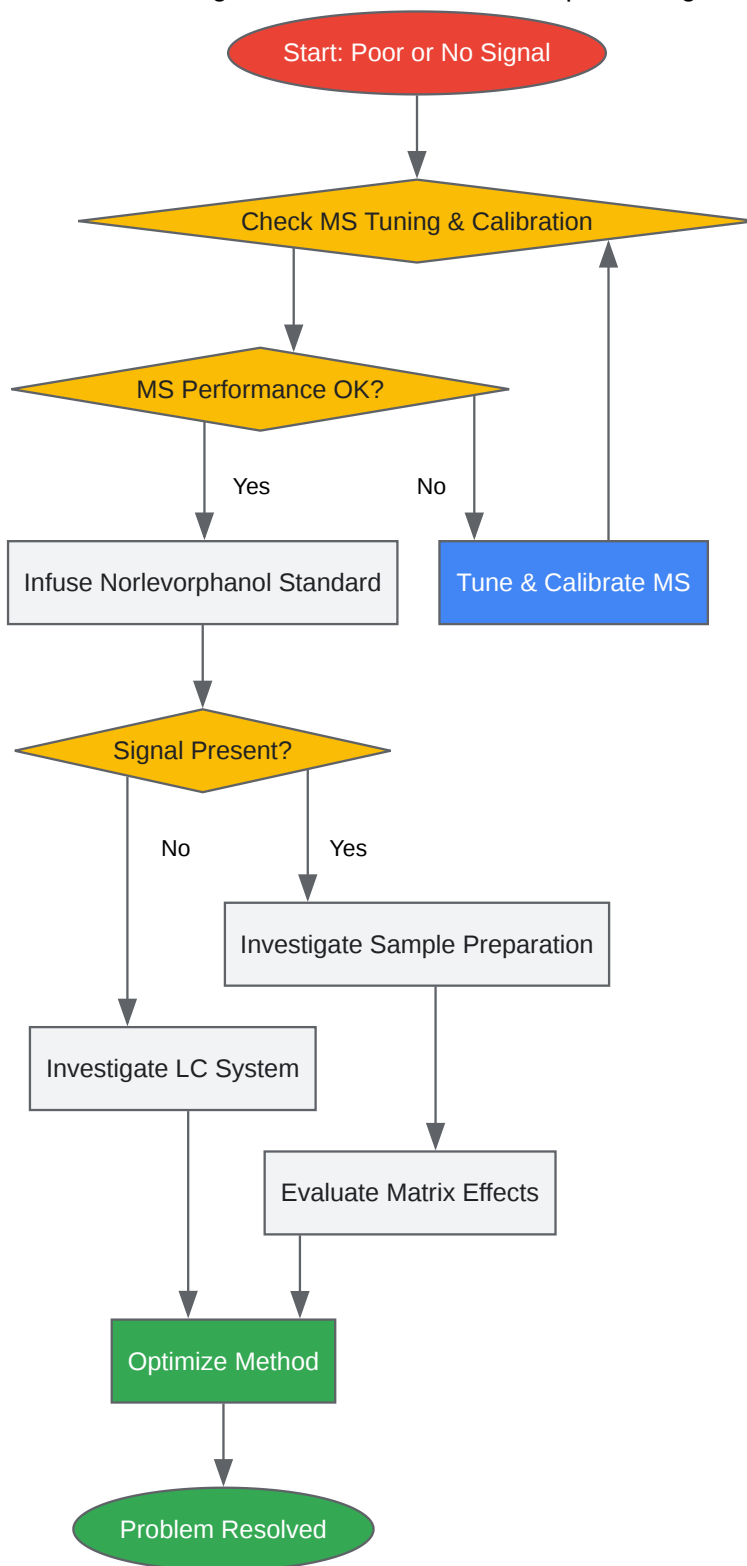 Start: Poor or No Signal
Check MS Tuning & Calibration
MS Performance OK?
Yes
No
Infuse Norlevorphanol Standard
Tune & Calibrate MS
Signal Present?
No
Yes
Investigate Sample Preparation
Investigate LC System
Evaluate Matrix Effects
Optimize Method
Problem Resolved